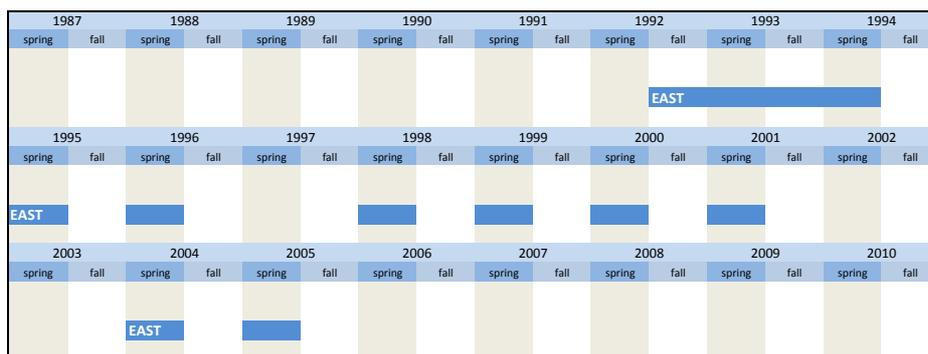 1987 1988 1989 1990 1991 1992 1993 1994
spring fall spring fall spring fall spring fall spring fall spring fall spring fall spring fall
EAST
1995 1996 1997 1998 1999 2000 2001 2002
spring fall spring fall spring fall spring fall spring fall spring fall spring fall spring fall
EAST
2003 2004 2005 2006 2007 2008 2009 2010
spring fall spring fall spring fall spring fall spring fall spring fall spring fall spring fall
EAST